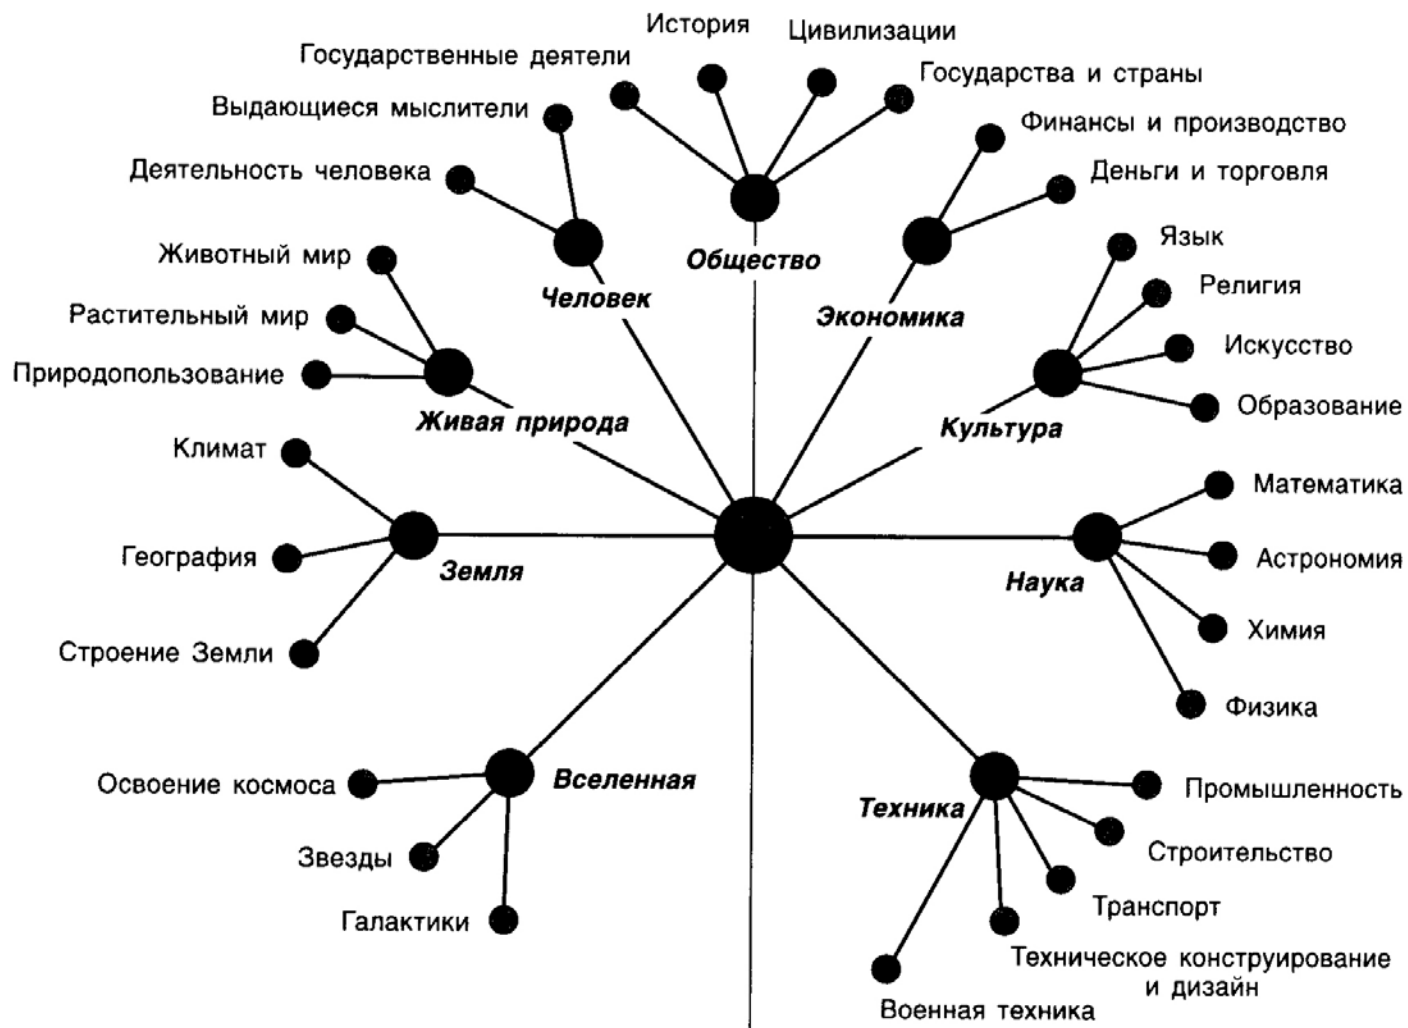 История
Цивилизации
Государственные деятели
Государства и страны
Выдающиеся мыслители
Финансы и производство
Деятельность человека
Деньги и торговля
Язык
Животный мир
Общество
Религия
Человек
Растительный мир
Экономика
Искусство
Природопользование
Образование
Живая природа
Культура
Климат
Математика
География
Астрономия
Земля
Наука
Химия
Строение Земли
Физика
Освоение космоса
Вселенная
Промышленность
Техника
Строительство
Звезды
Транспорт
Галактики
Техническое конструирование
и дизайн
Военная техника